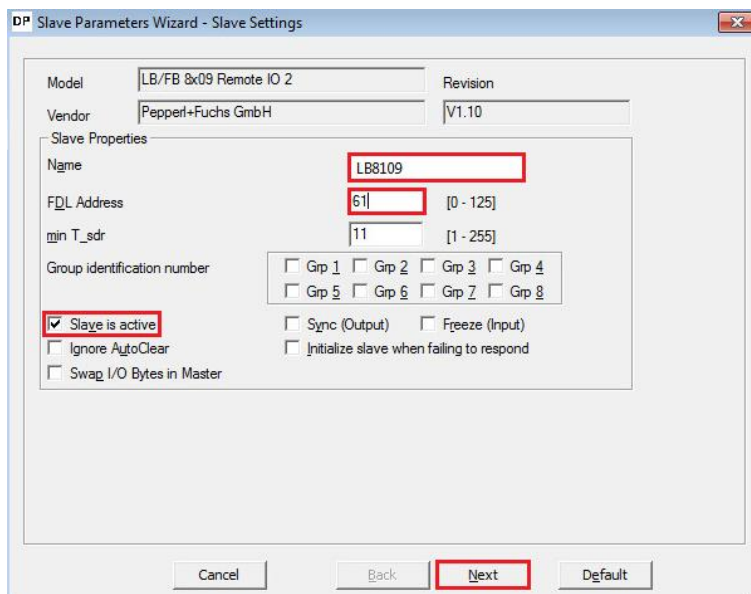 DP Slave Parameters Wizard - Slave Settings
Model LB/FB 8x09 Remote IO 2 Revision
Vendor Pepperl+Fuchs GmbH V1.10
Slave Properties
Name LB8109
FDL Address 61 [0 - 125]
min T_sdr 11 [1 - 255]
Group identification number Grp 1 Grp 2 Grp 3 Grp 4
Grp 5 Grp 6 Grp 7 Grp 8
Slave is active Sync (Output) Freeze (Input)
Ignore AutoClear Initialize slave when failing to respond
Swap I/O Bytes in Master
Cancel Back Next Default